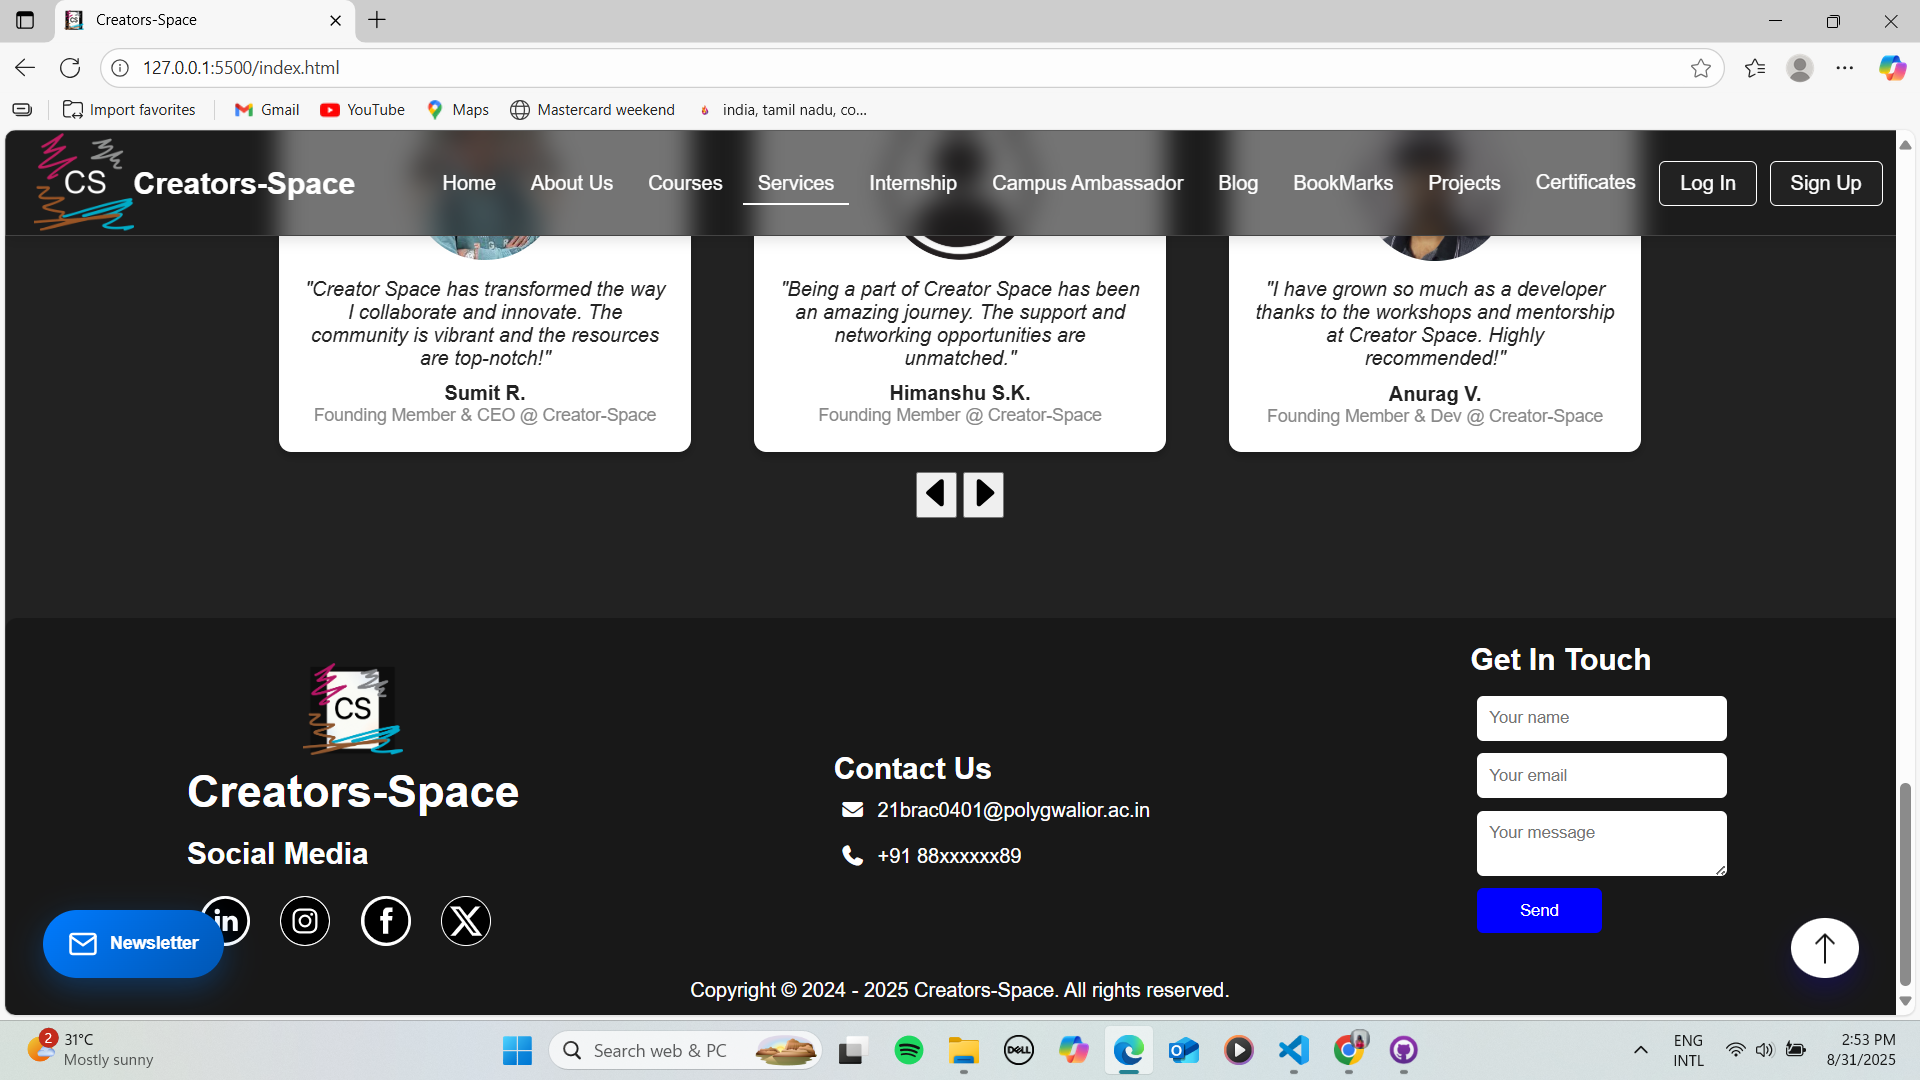 Creators-Space
127.0.0.1:5500/index.html
Import favorites
Gmail
YouTube
Maps
Mastercard weekend
india, tamil nadu, co...
CS
Creators-Space
Home
About Us
Courses
Services
Internship
Campus Ambassador
Blog
BookMarks
Projects
Certificates
Log In
Sign Up
"Creator Space has transformed the way
I collaborate and innovate. The
community is vibrant and the resources
are top-notch!"
Sumit R.
Founding Member & CEO @ Creator-Space
"Being a part of Creator Space has been
an amazing journey. The support and
networking opportunities are
unmatched."
Himanshu S.K.
Founding Member @ Creator-Space
"I have grown so much as a developer
thanks to the workshops and mentorship
at Creator Space. Highly
recommended!"
Anurag V.
Founding Member & Dev @ Creator-Space
CS
Creators-Space
Social Media
in
f
X
Newsletter
Contact Us
21brac0401@polygwalior.ac.in
+91 88xxxxxx89
Get In Touch
Your name
Your email
Your message
Send
Copyright © 2024 - 2025 Creators-Space. All rights reserved.
2
31°C
Mostly sunny
Search web & PC
DELL
ENG
INTL
2:53 PM
8/31/2025